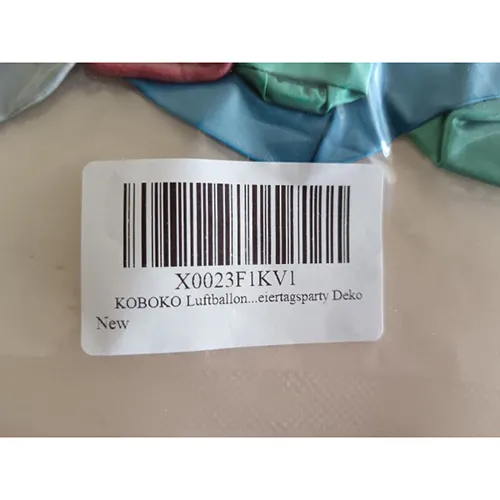 X0023F1KV1
KOBOKO Luftballon...eiertagsparty Deko
New